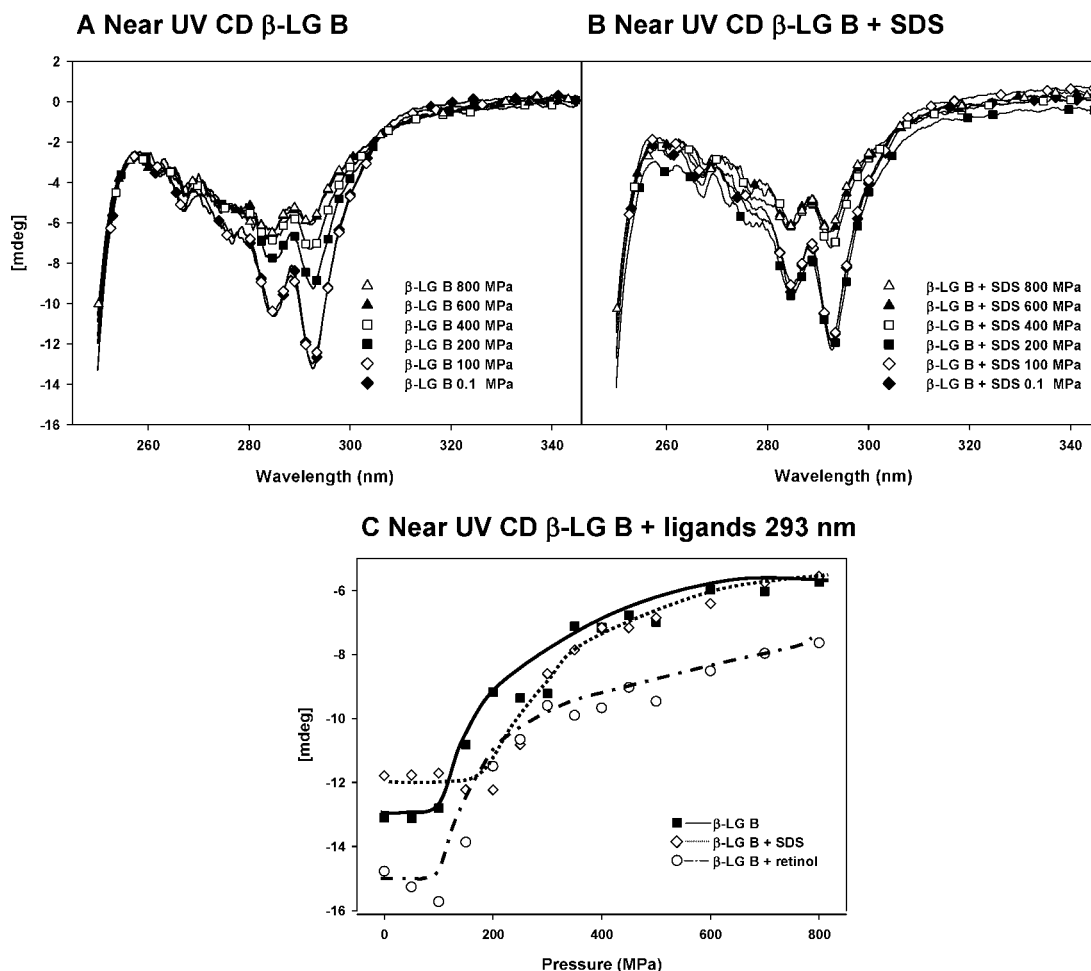 A Near UV CD β-LG B
B Near UV CD β-LG B + SDS
2
0
-2
-4
-6
-8
-10
-12
-14
-16
[mdeg]
β-LG B 800 MPa
β-LG B 600 MPa
β-LG B 400 MPa
β-LG B 200 MPa
β-LG B 100 MPa
β-LG B 0.1 MPa
260
280
300
320
340
Wavelength (nm)
β-LG B + SDS 800 MPa
β-LG B + SDS 600 MPa
β-LG B + SDS 400 MPa
β-LG B + SDS 200 MPa
β-LG B + SDS 100 MPa
β-LG B + SDS 0.1 MPa
260
280
300
320
340
Wavelength (nm)
C Near UV CD β-LG B + ligands 293 nm
-6
-8
-10
-12
-14
-16
[mdeg]
β-LG B
β-LG B + SDS
β-LG B + retinol
0
200
400
600
800
Pressure (MPa)